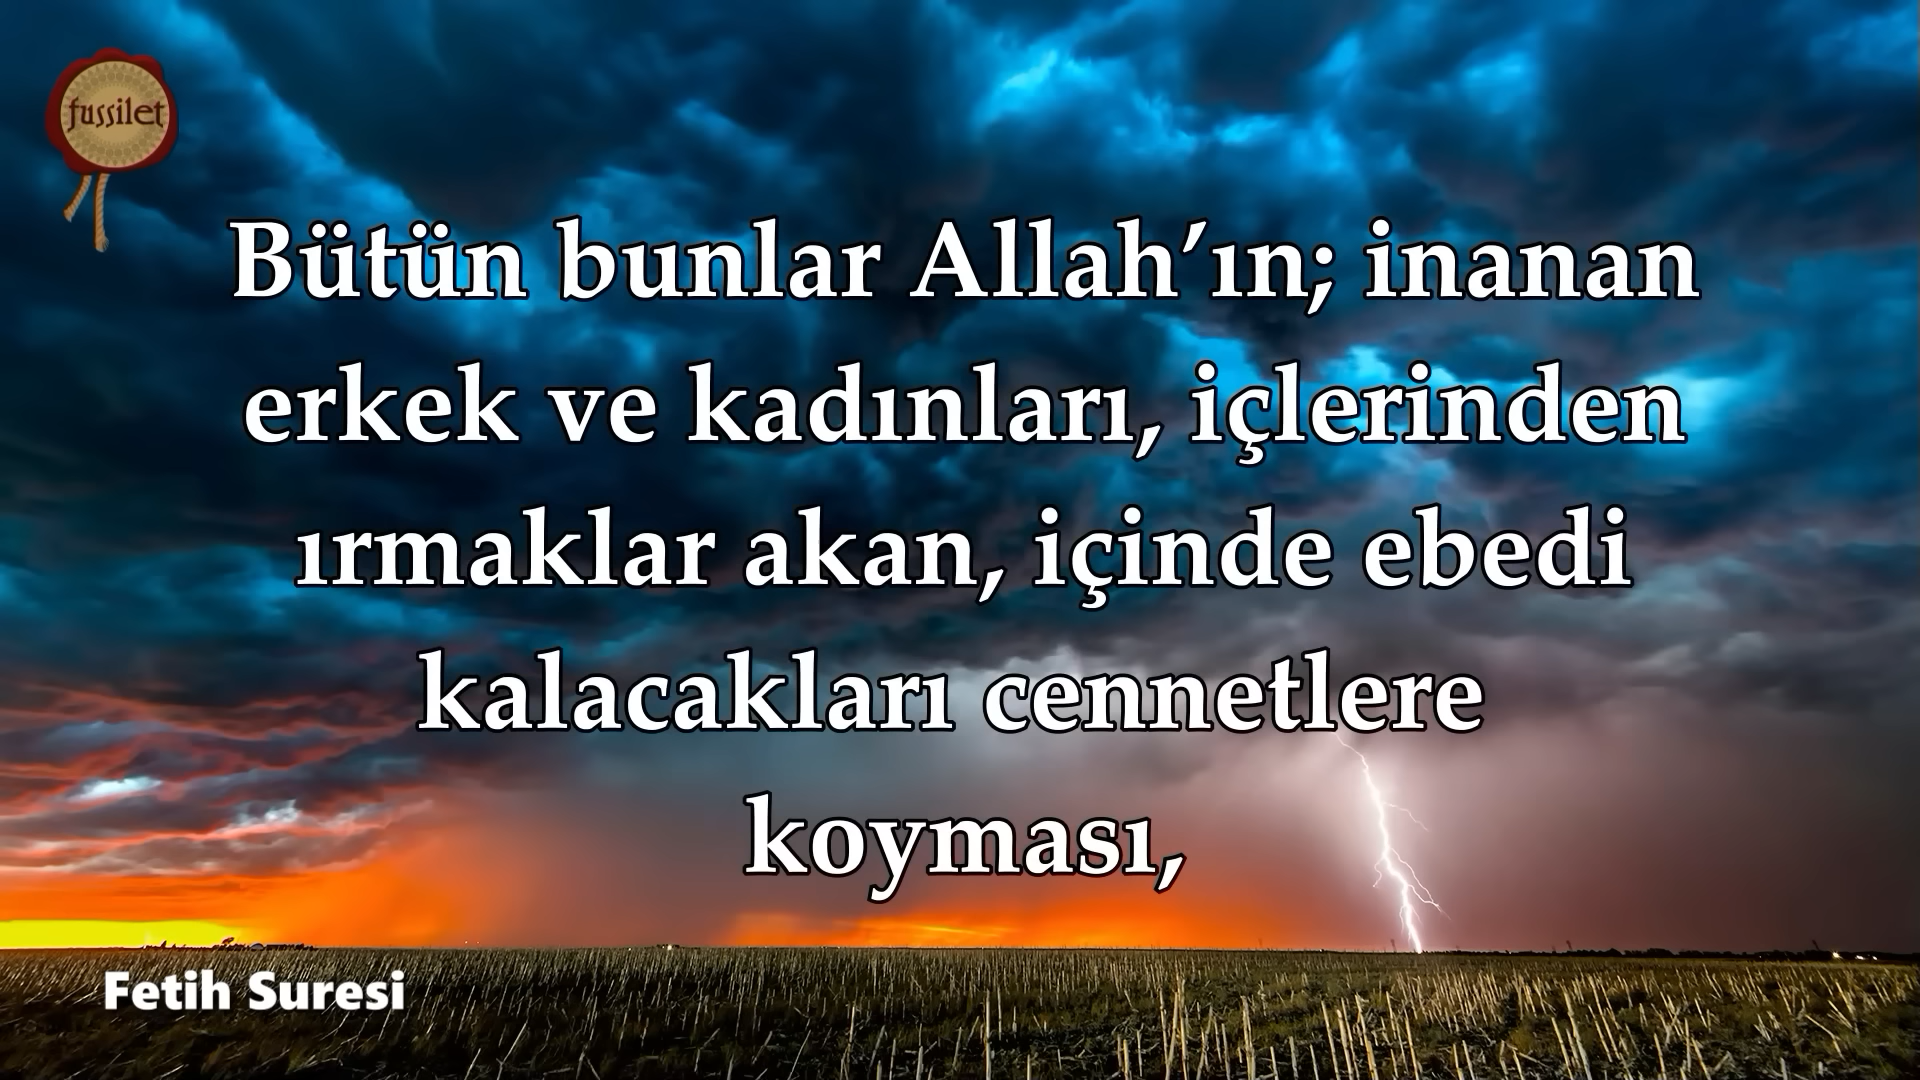 fussilet
Bütün bunlar Allah’ın; inanan
erkek ve kadınları, içlerinden
ırmaklar akan, içinde ebedi
kalacakları cennetlere
koyması,
Fetih Suresi